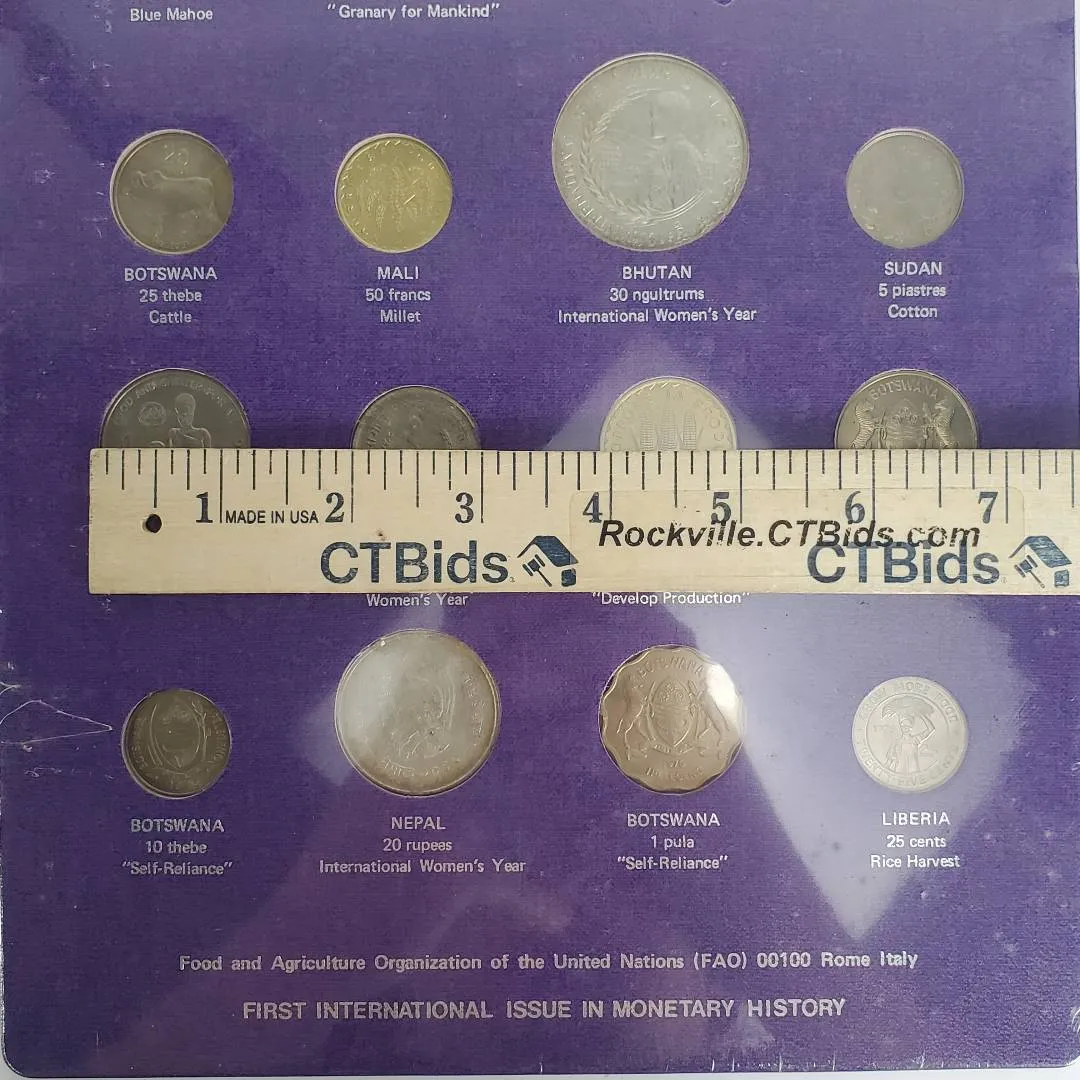 Blue Mahoe
"Granary for Mankind"
BOTSWANA
25 thebe
Cattle
MALI
50 francs
Millet
BHUTAN
30 ngultrums
International Women's Year
SUDAN
5 piastres
Cotton
BOTSWANA
1 2 3 4 5 6 7
MADE IN USA
Rockville.CTBids.com
CTBids
CTBids
Women's Year
"Develop Production"
BOTSWANA
GROW MORE FOOD
BOTSWANA
10 thebe
"Self-Reliance"
NEPAL
20 rupees
International Women's Year
BOTSWANA
1 pula
"Self-Reliance"
LIBERIA
25 cents
Rice Harvest
Food and Agriculture Organization of the United Nations (FAO) 00100 Rome Italy
FIRST INTERNATIONAL ISSUE IN MONETARY HISTORY